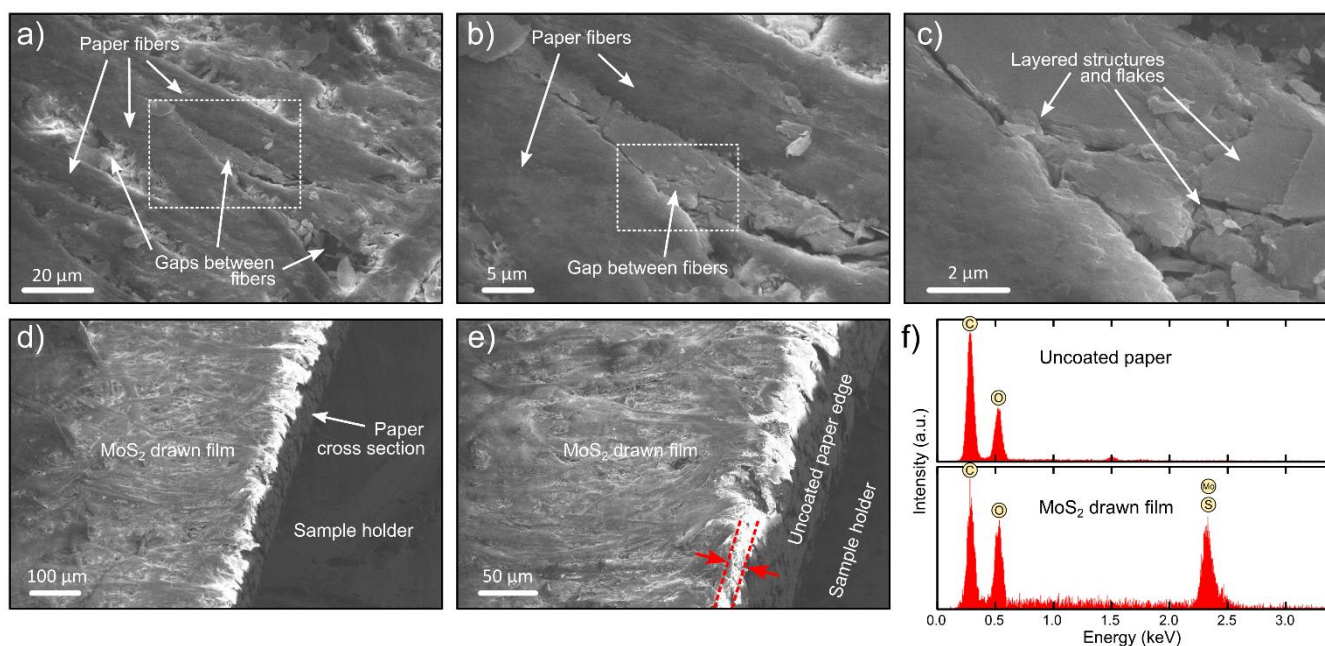 a)
Paper fibers
Gaps between
fibers
20 µm
b)
Paper fibers
Gap between fibers
5 µm
c)
Layered structures
and flakes
2 µm
d)
MoS₂ drawn film
Paper
cross section
Sample holder
100 µm
e)
MoS₂ drawn film
Uncoated paper edge
Sample holder
50 µm
f)
C
O
Uncoated paper
C
O
Mo
S
MoS₂ drawn film
Intensity (a.u.)
0.0 0.5 1.0 1.5 2.0 2.5 3.0
Energy (keV)